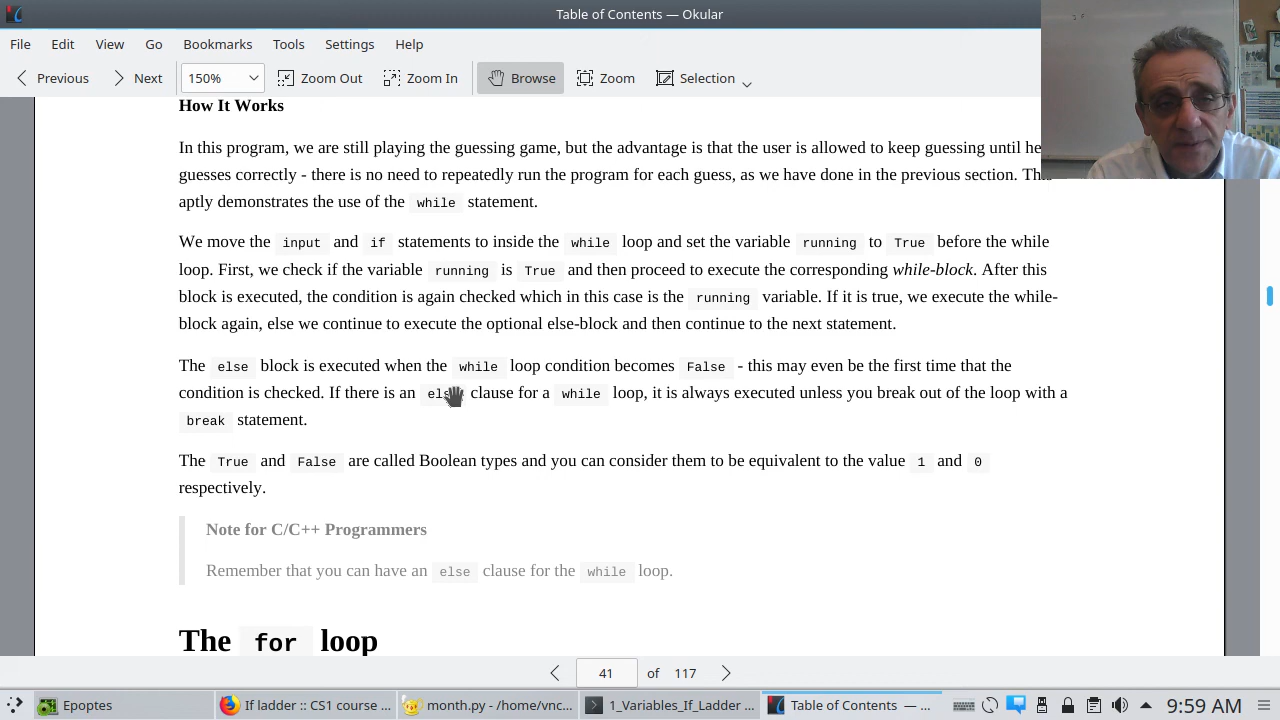 Table of Contents — Okular
File Edit View Go Bookmarks Tools Settings Help
Previous Next 150% Zoom Out Zoom In Browse Zoom Selection
How It Works
In this program, we are still playing the guessing game, but the advantage is that the user is allowed to keep guessing until he
guesses correctly - there is no need to repeatedly run the program for each guess, as we have done in the previous section.
aptly demonstrates the use of the while statement.
We move the input and if statements to inside the while loop and set the variable running to True before the while
loop. First, we check if the variable running is True and then proceed to execute the corresponding while-block. After this
block is executed, the condition is again checked which in this case is the running variable. If it is true, we execute the while-
block again, else we continue to execute the optional else-block and then continue to the next statement.
The else block is executed when the while loop condition becomes False - this may even be the first time that the
condition is checked. If there is an else clause for a while loop, it is always executed unless you break out of the loop with a
break statement.
The True and False are called Boolean types and you can consider them to be equivalent to the value 1 and 0
respectively.
Note for C/C++ Programmers
Remember that you can have an else clause for the while loop.
The for loop
41 of 117
Epoptes If ladder :: CS1 course ... month.py - /home/vnc... 1_Variables_If_Ladder ... Table of Contents — ... 9:59 AM